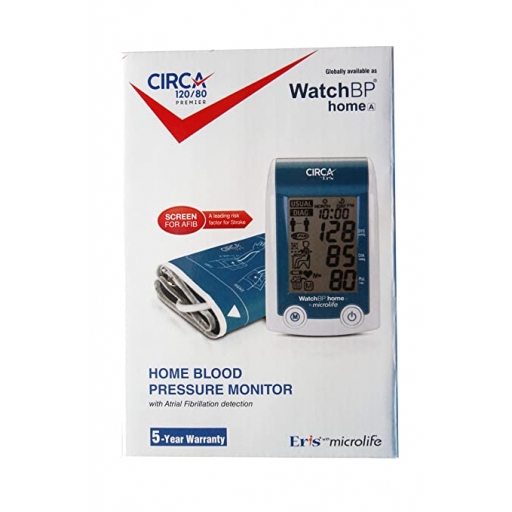 CIRCA
120/80
PREMIER
Globally available as
WatchBP®
home A
SCREEN
FOR AFIB
A leading risk
factor for Stroke
CIRCA
Eris
USUAL
DIAG.
10:00
128
85
80
WatchBP home
microlife
M
HOME BLOOD
PRESSURE MONITOR
with Atrial Fibrillation detection
5-Year Warranty
Eris with microlife